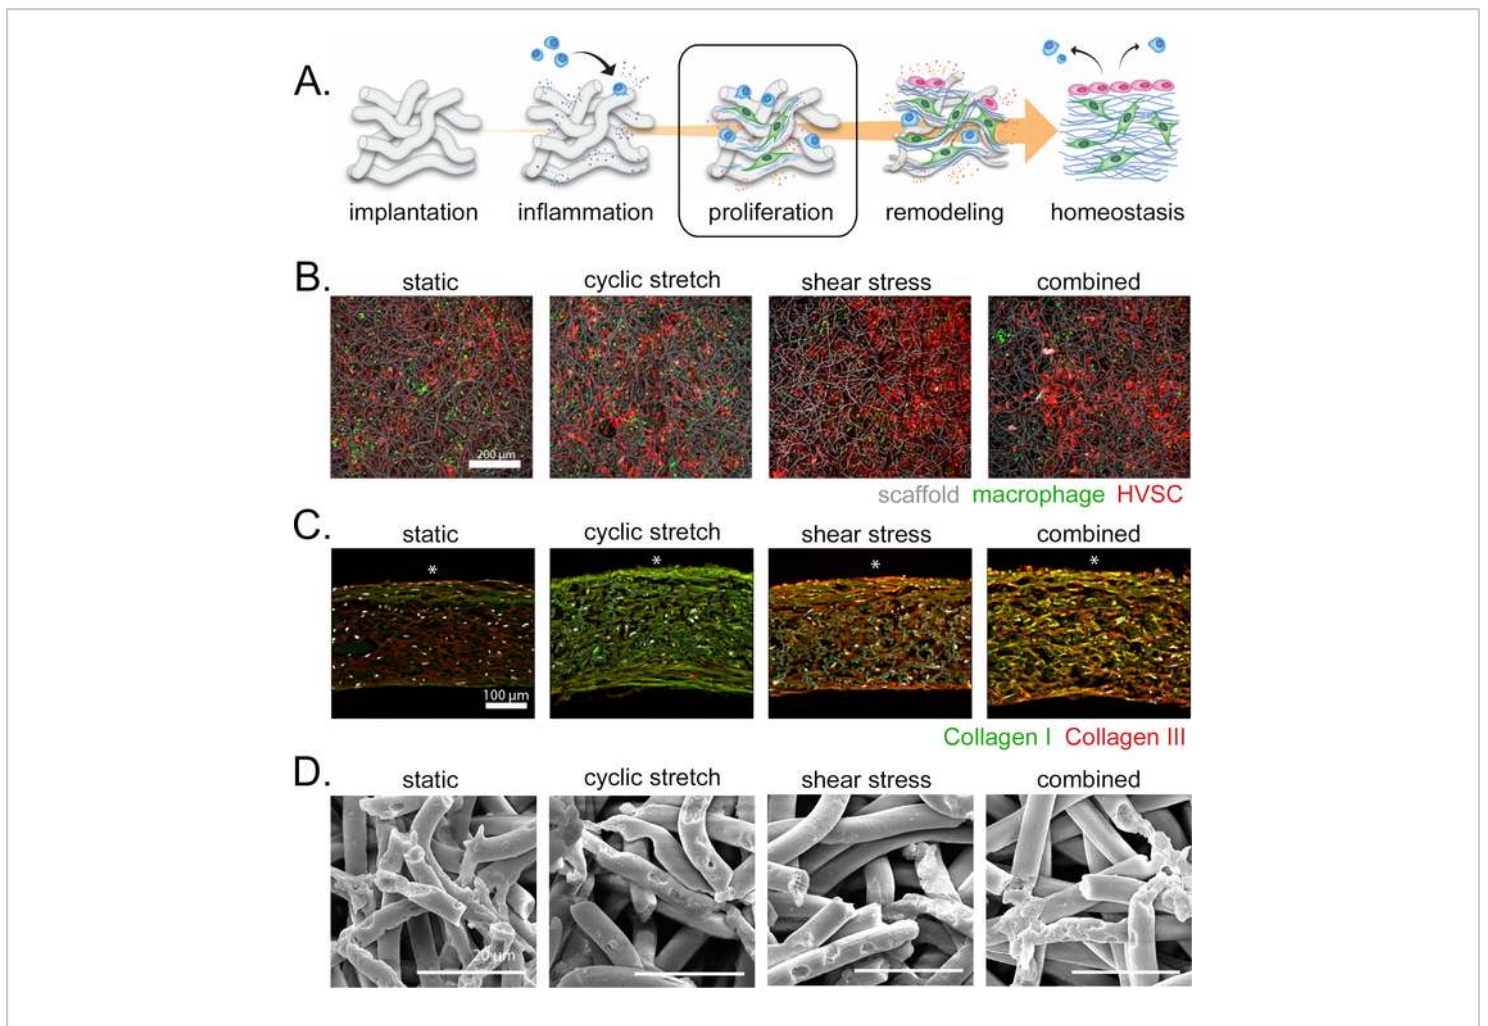 A.
implantation inflammation proliferation remodeling homeostasis
B.
static cyclic stretch shear stress combined
200 µm
scaffold macrophage HVSC
C.
static cyclic stretch shear stress combined
* * * *
100 µm
Collagen I Collagen III
D.
static cyclic stretch shear stress combined
20 µm